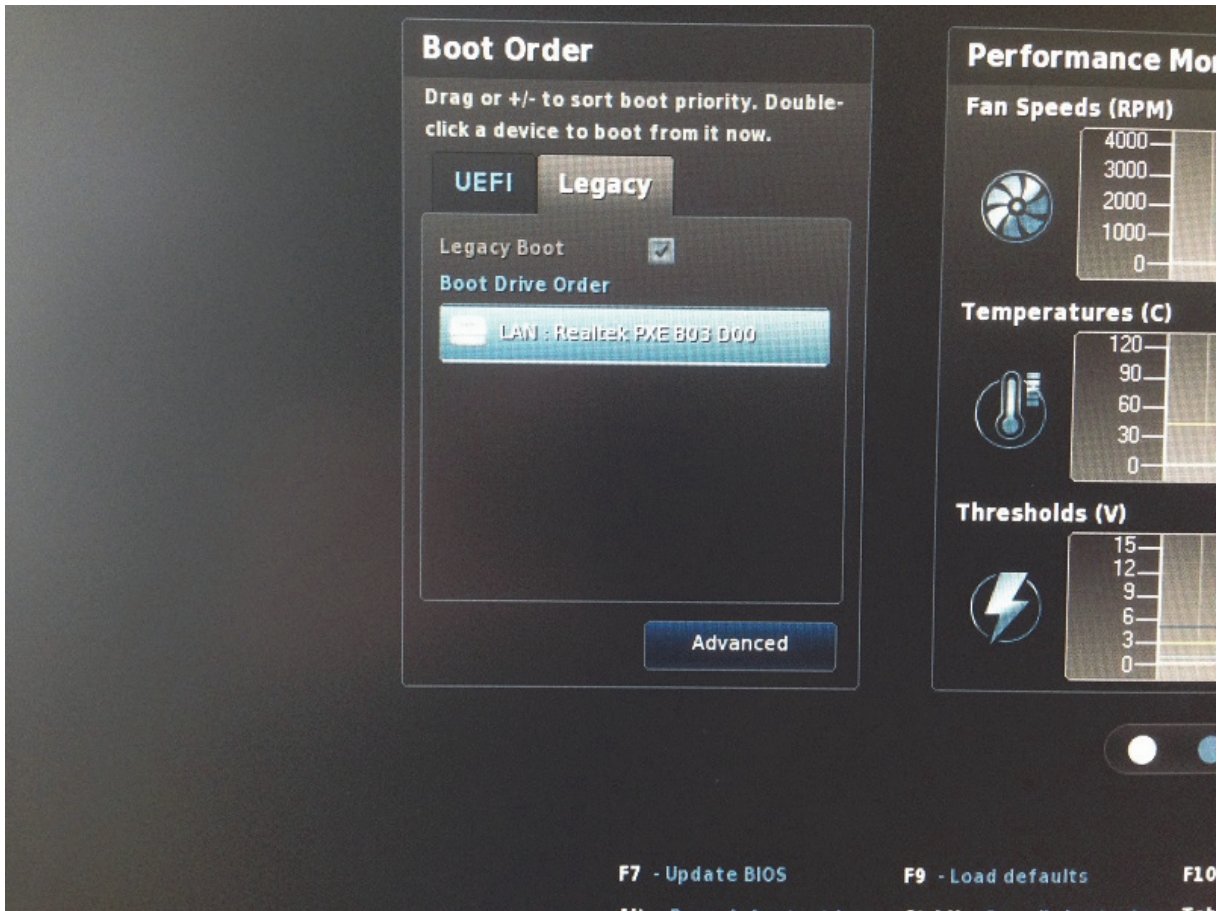 Boot Order
Drag or +/- to sort boot priority. Double-
click a device to boot from it now.
UEFI Legacy
Legacy Boot
Boot Drive Order
LAN : Realtek PXE B03 D00
Advanced
Performance Mon
Fan Speeds (RPM)
4000
3000
2000
1000
0
Temperatures (C)
120
90
60
30
0
Thresholds (V)
15
12
9
6
3
0
F7 - Update BIOS
F9 - Load defaults
F10